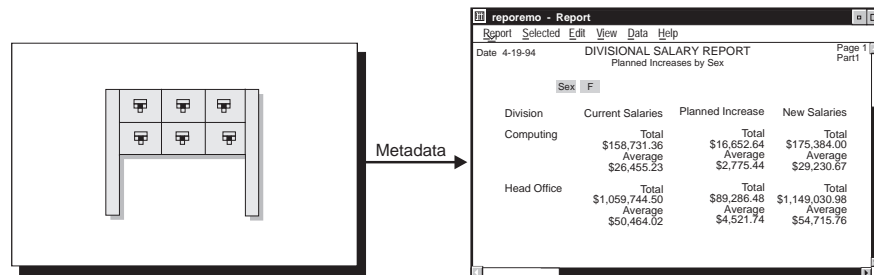 Metadata
reporemo - Report
Report Selected Edit View Data Help
Date 4-19-94 DIVISIONAL SALARY REPORT Page 1
Planned Increases by Sex Part1
Sex F
Division Current Salaries Planned Increase New Salaries
Computing Total Total Total
$158,731.36 $16,652.64 $175,384.00
Average Average Average
$26,455.23 $2,775.44 $29,230.67
Head Office Total Total Total
$1,059,744.50 $89,286.48 $1,149,030.98
Average Average Average
$50,464.02 $4,521.74 $54,715.76